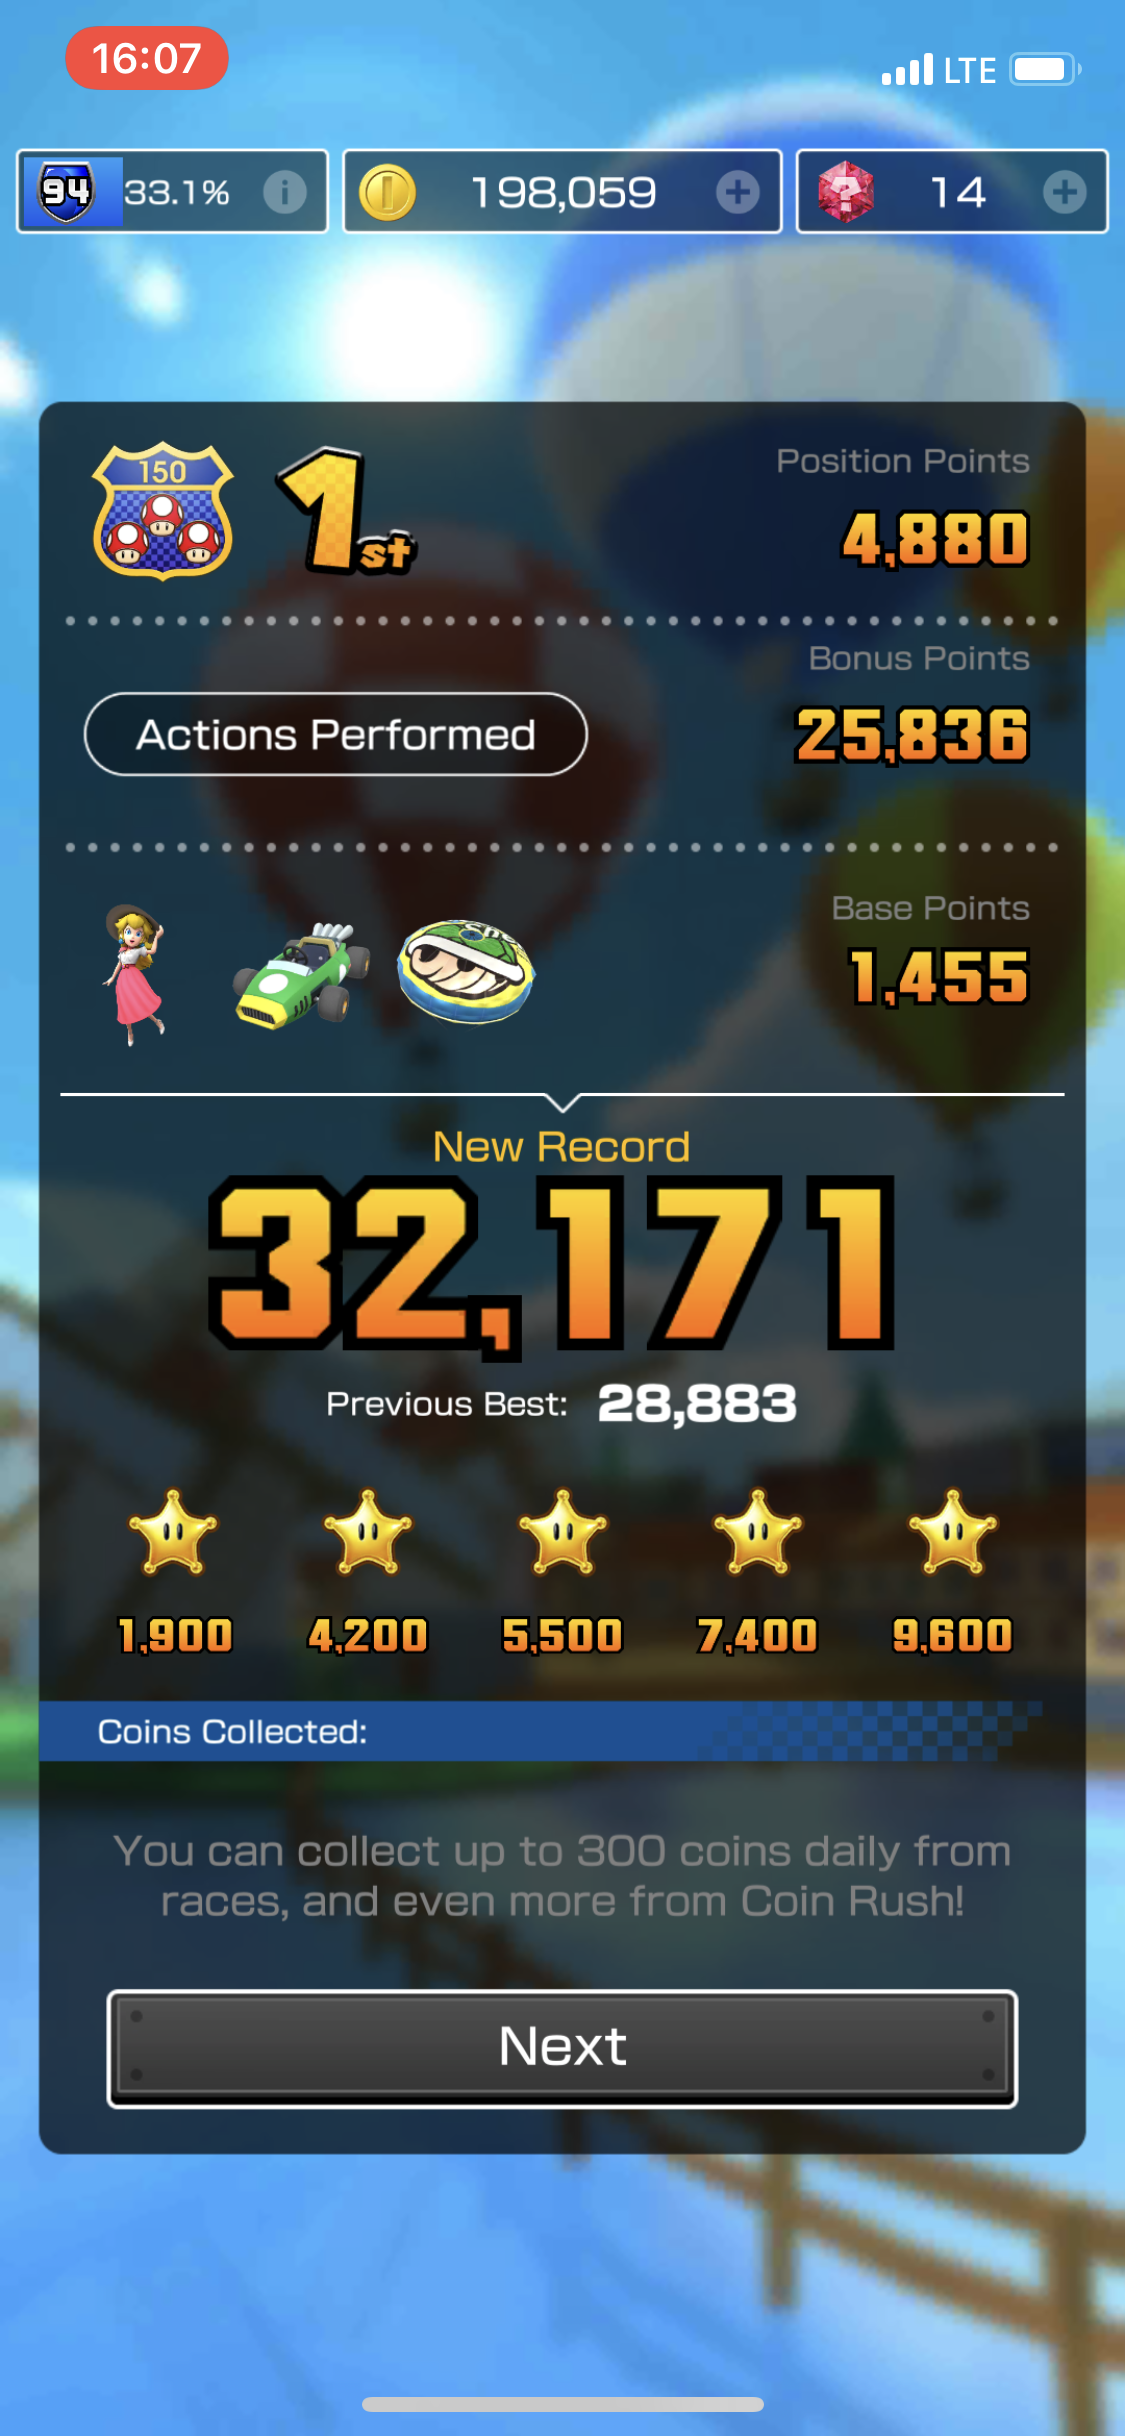 16:07
LTE
94 33.1% i
198,059 +
? 14 +
150
1st
Position Points
4,880
Bonus Points
Actions Performed
25,836
Base Points
1,455
New Record
32,171
Previous Best: 28,883
1,900 4,200 5,500 7,400 9,600
Coins Collected:
You can collect up to 300 coins daily from
races, and even more from Coin Rush!
Next